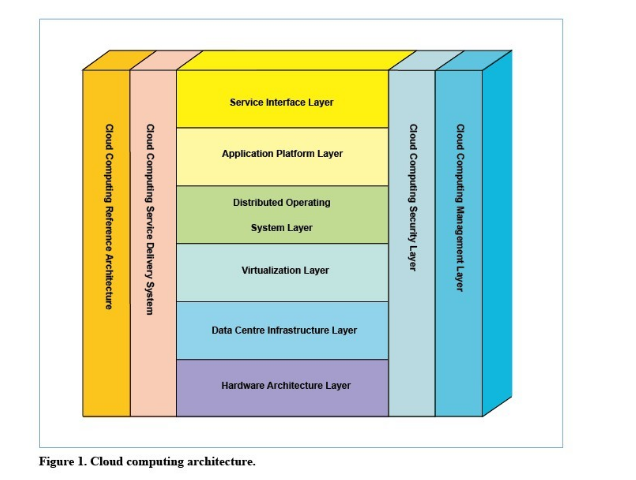 Cloud Computing Reference Architecture
Cloud Computing Service Delivery System
Service Interface Layer
Application Platform Layer
Distributed Operating
System Layer
Virtualization Layer
Data Centre Infrastructure Layer
Hardware Architecture Layer
Cloud Computing Security Layer
Cloud Computing Management Layer
Figure 1. Cloud computing architecture.